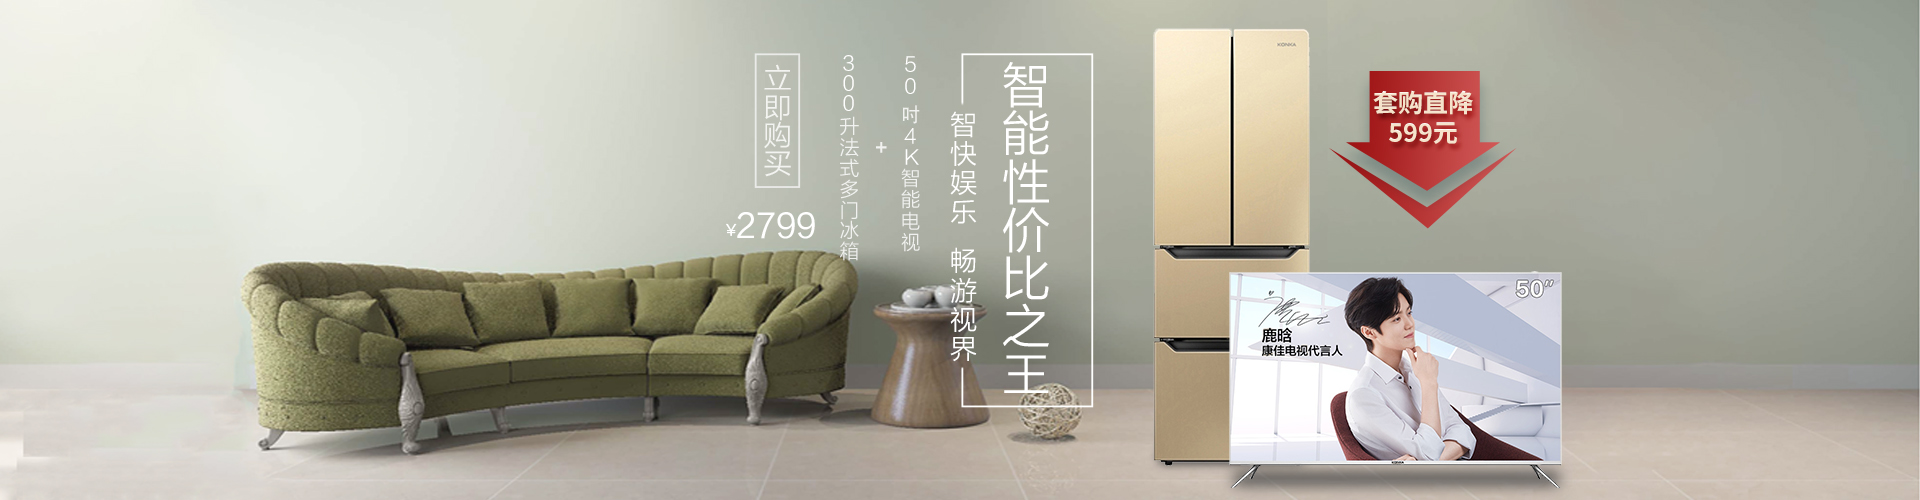 智能性价比之王
智快娱乐 畅游视界
50吋4K智能电视
+
300升法式多门冰箱
立即购买
¥2799
KONKA
套购直降
599元
50”
鹿晗
康佳电视代言人
KONKA